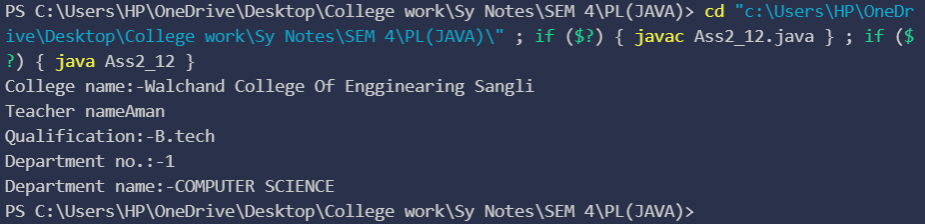 PS C:\Users\HP\OneDrive\Desktop\College work\Sy Notes\SEM 4\PL(JAVA)> cd "c:\Users\HP\OneDr
ive\Desktop\College work\Sy Notes\SEM 4\PL(JAVA)\" ; if ($?) { javac Ass2_12.java } ; if ($
?) { java Ass2_12 }
College name:-Walchand College Of Engginearing Sangli
Teacher nameAman
Qualification:-B.tech
Department no.:-1
Department name:-COMPUTER SCIENCE
PS C:\Users\HP\OneDrive\Desktop\College work\Sy Notes\SEM 4\PL(JAVA)>